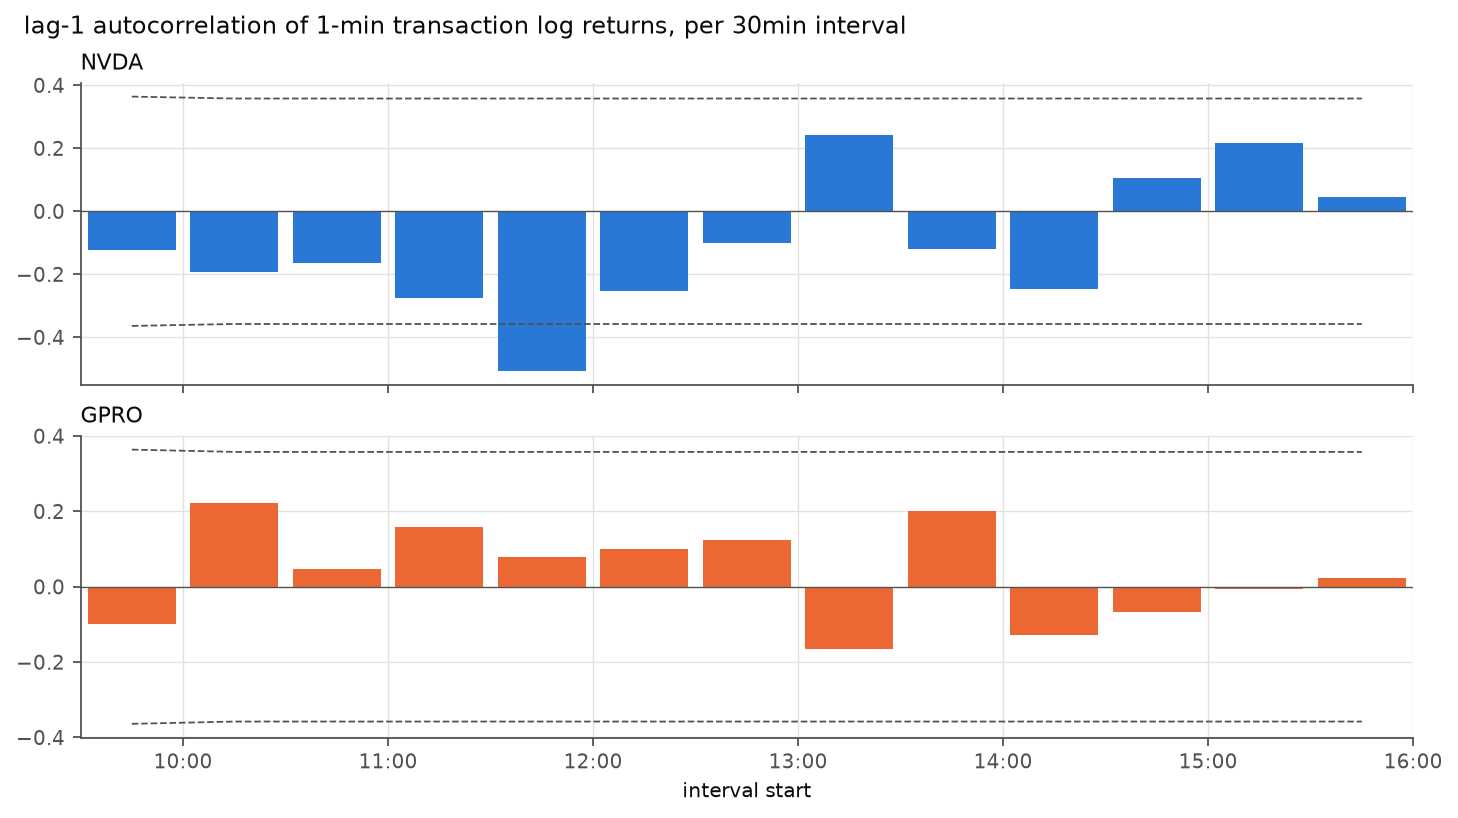 lag-1 autocorrelation of 1-min transaction log returns, per 30min interval
NVDA
0.4
0.2
0.0
−0.2
−0.4
GPRO
0.4
0.2
0.0
−0.2
−0.4
10:00 11:00 12:00 13:00 14:00 15:00 16:00
interval start